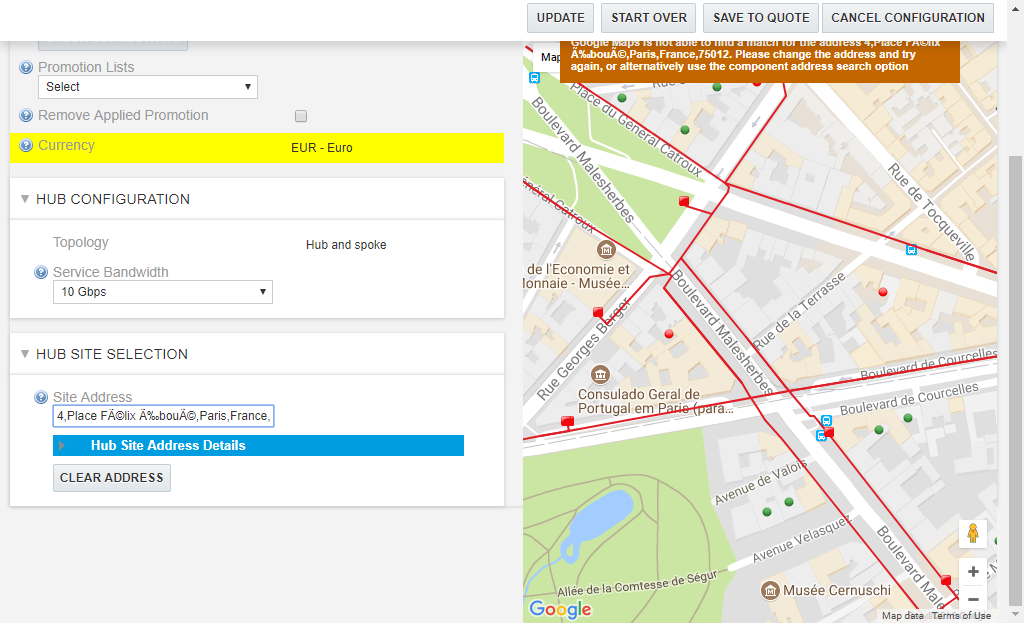 UPDATE
START OVER
SAVE TO QUOTE
CANCEL CONFIGURATION
Promotion Lists
Select
Remove Applied Promotion
Currency
EUR - Euro
HUB CONFIGURATION
Topology
Hub and spoke
Service Bandwidth
10 Gbps
HUB SITE SELECTION
Site Address
4,Place FÃ©lix Ã‰bouÃ©,Paris,France,
Hub Site Address Details
CLEAR ADDRESS
Google Maps is not able to find a match for the address 4,Place FÃ©lix
Ã‰bouÃ©,Paris,France,75012. Please change the address and try
again, or alternatively use the component address search option
Map
Place du Général Catroux
Boulevard Malesherbes
Général Catroux
Rue de Tocqueville
de l'Economie et
Monnaie - Musée...
Rue Georges Berger
Boulevard Malesherbes
Rue de la Terrasse
Consulado Geral de
Portugal em Paris (para...
Boulevard de Courcelles
Boulevard de Courcelles
Avenue de Valois
Avenue Velasquez
Boulevard Male
Allée de la Comtesse de Ségur
Musée Cernuschi
Google
Map data
Terms of Use